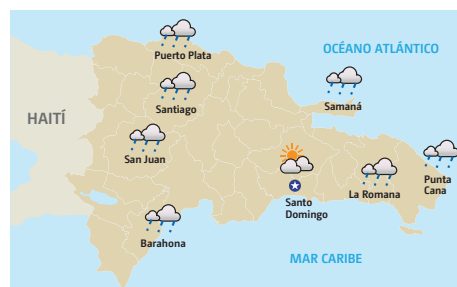 OCÉANO ATLÁNTICO
Puerto Plata
Santiago
Samaná
HAITÍ
San Juan
Punta
Cana
La Romana
Santo
Domingo
Barahona
MAR CARIBE